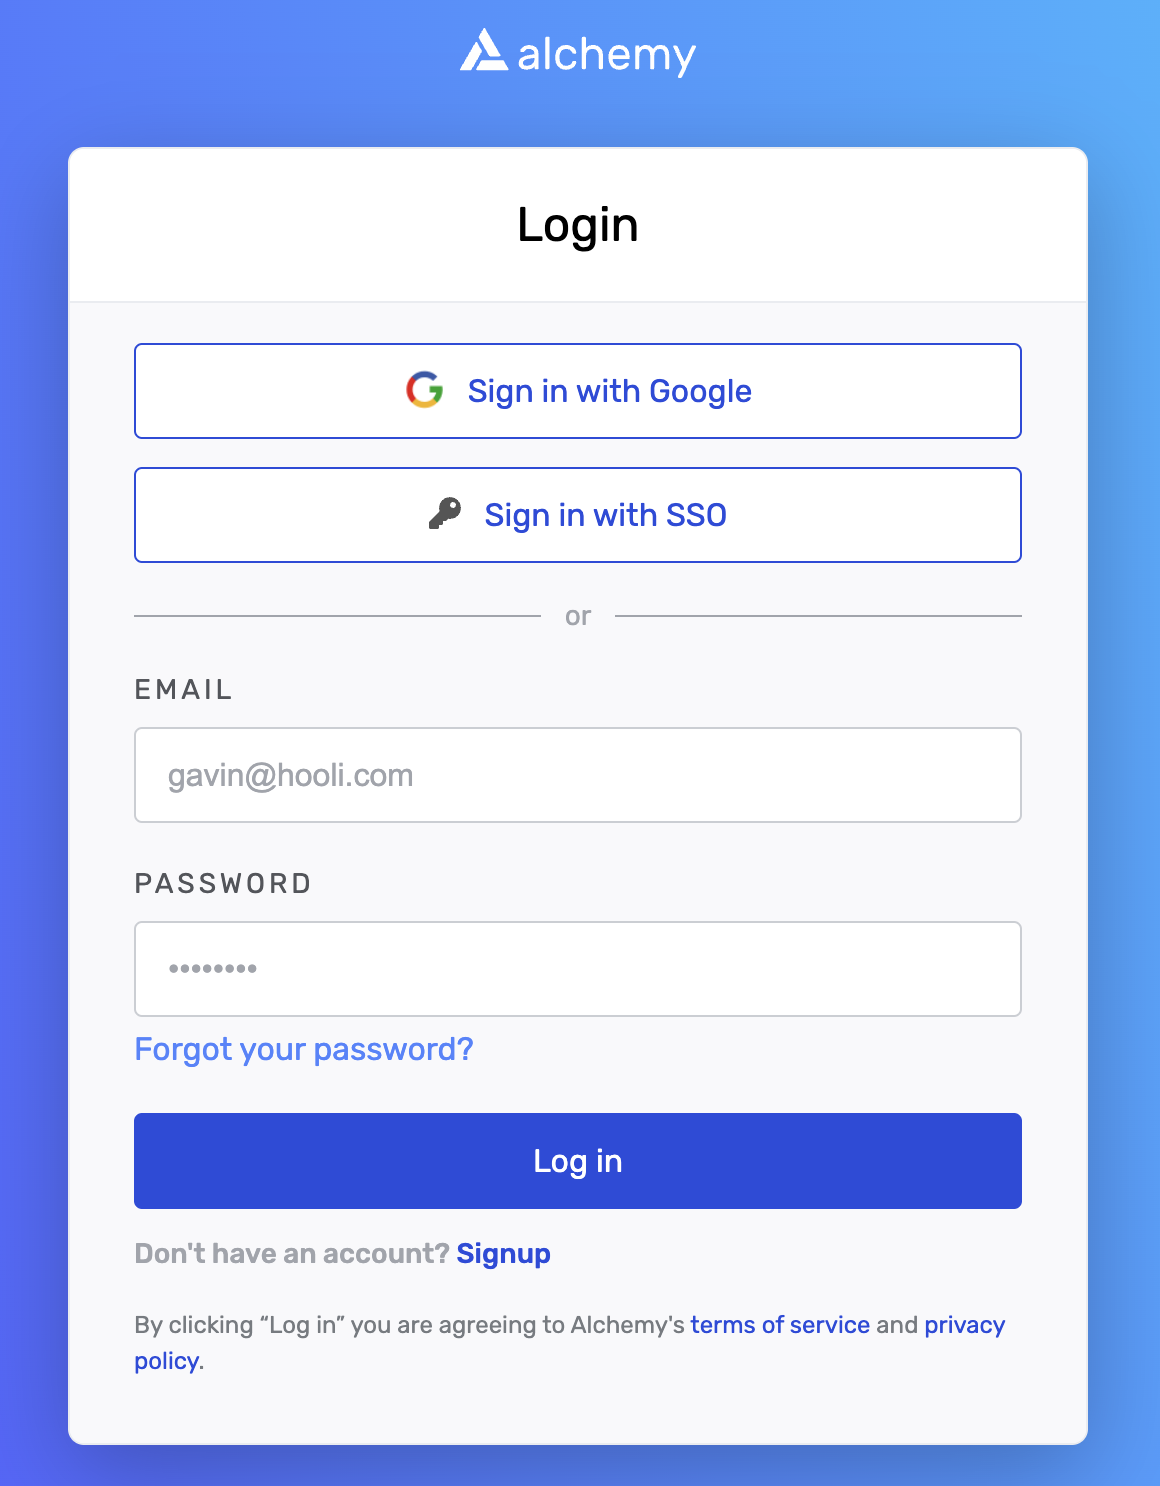 alchemy
Login
Sign in with Google
Sign in with SSO
or
EMAIL
gavin@hooli.com
PASSWORD
••••••••
Forgot your password?
Log in
Don't have an account? Signup
By clicking “Log in” you are agreeing to Alchemy's terms of service and privacy
policy.